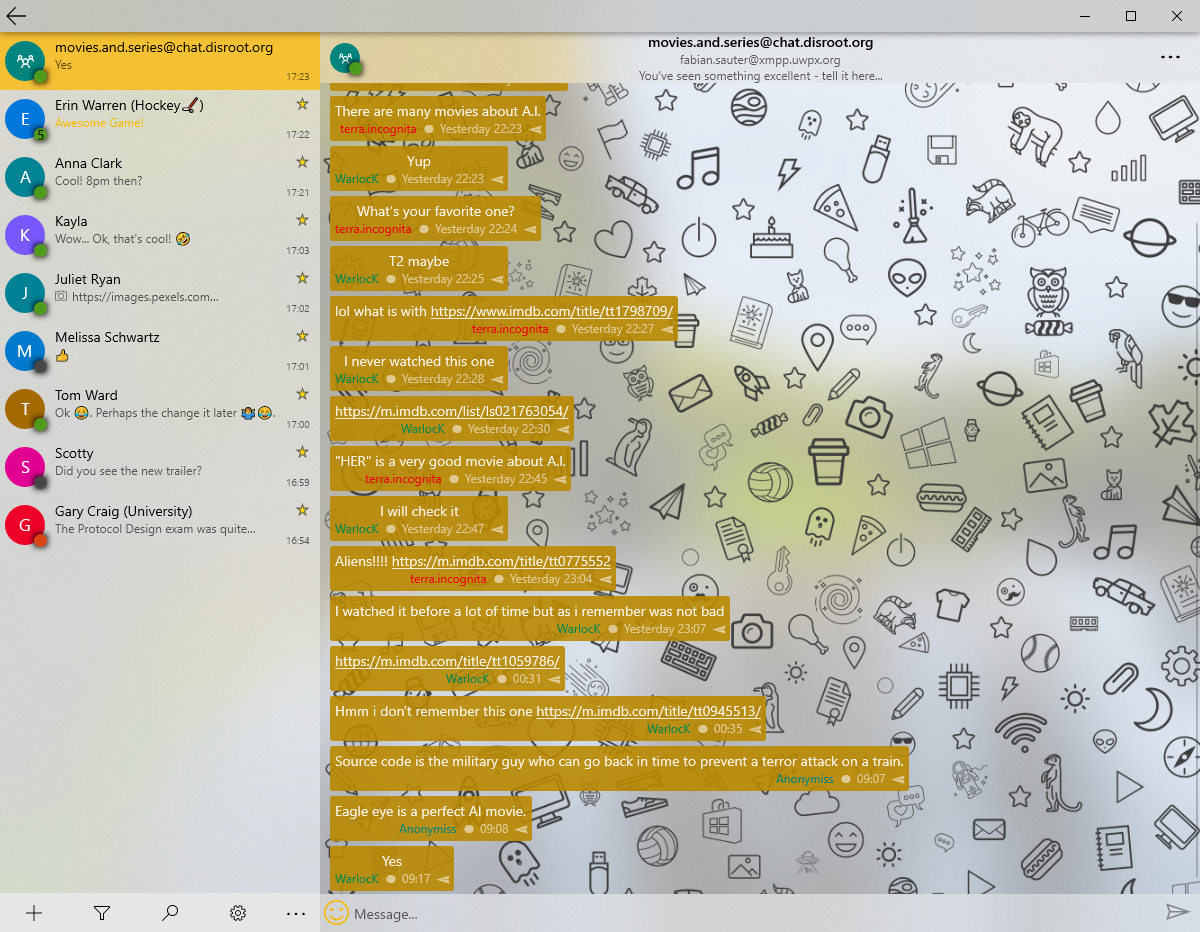 movies.and.series@chat.disroot.org
Yes
17:23
E
5
Erin Warren (Hockey🏒)
Awesome Game!
17:22
A
Anna Clark
Cool! 8pm then?
17:21
K
Kayla
Wow... Ok, that's cool! 🤣
17:03
J
Juliet Ryan
https://images.pexels.com...
17:02
M
Melissa Schwartz
👍
17:01
T
Tom Ward
Ok 😂. Perhaps the change it later 🤷😂.
17:00
S
Scotty
Did you see the new trailer?
16:59
G
Gary Craig (University)
The Protocol Design exam was quite...
16:54
movies.and.series@chat.disroot.org
fabian.sauter@xmpp.uwpx.org
You've seen something excellent - tell it here...
There are many movies about A.I.
terra.incognita Yesterday 22:23
Yup
WarlocK Yesterday 22:23
What's your favorite one?
terra.incognita Yesterday 22:24
T2 maybe
WarlocK Yesterday 22:25
lol what is with https://www.imdb.com/title/tt1798709/
terra.incognita Yesterday 22:27
I never watched this one
WarlocK Yesterday 22:28
https://m.imdb.com/list/ls021763054/
WarlocK Yesterday 22:30
"HER" is a very good movie about A.I.
terra.incognita Yesterday 22:45
I will check it
WarlocK Yesterday 22:47
Aliens!!!! https://m.imdb.com/title/tt0775552
terra.incognita Yesterday 23:04
I watched it before a lot of time but as i remember was not bad
WarlocK Yesterday 23:07
https://m.imdb.com/title/tt1059786/
WarlocK 00:31
Hmm i don't remember this one https://m.imdb.com/title/tt0945513/
WarlocK 00:35
Source code is the military guy who can go back in time to prevent a terror attack on a train.
Anonymiss 09:07
Eagle eye is a perfect AI movie.
Anonymiss 09:08
Yes
WarlocK 09:17
Message...